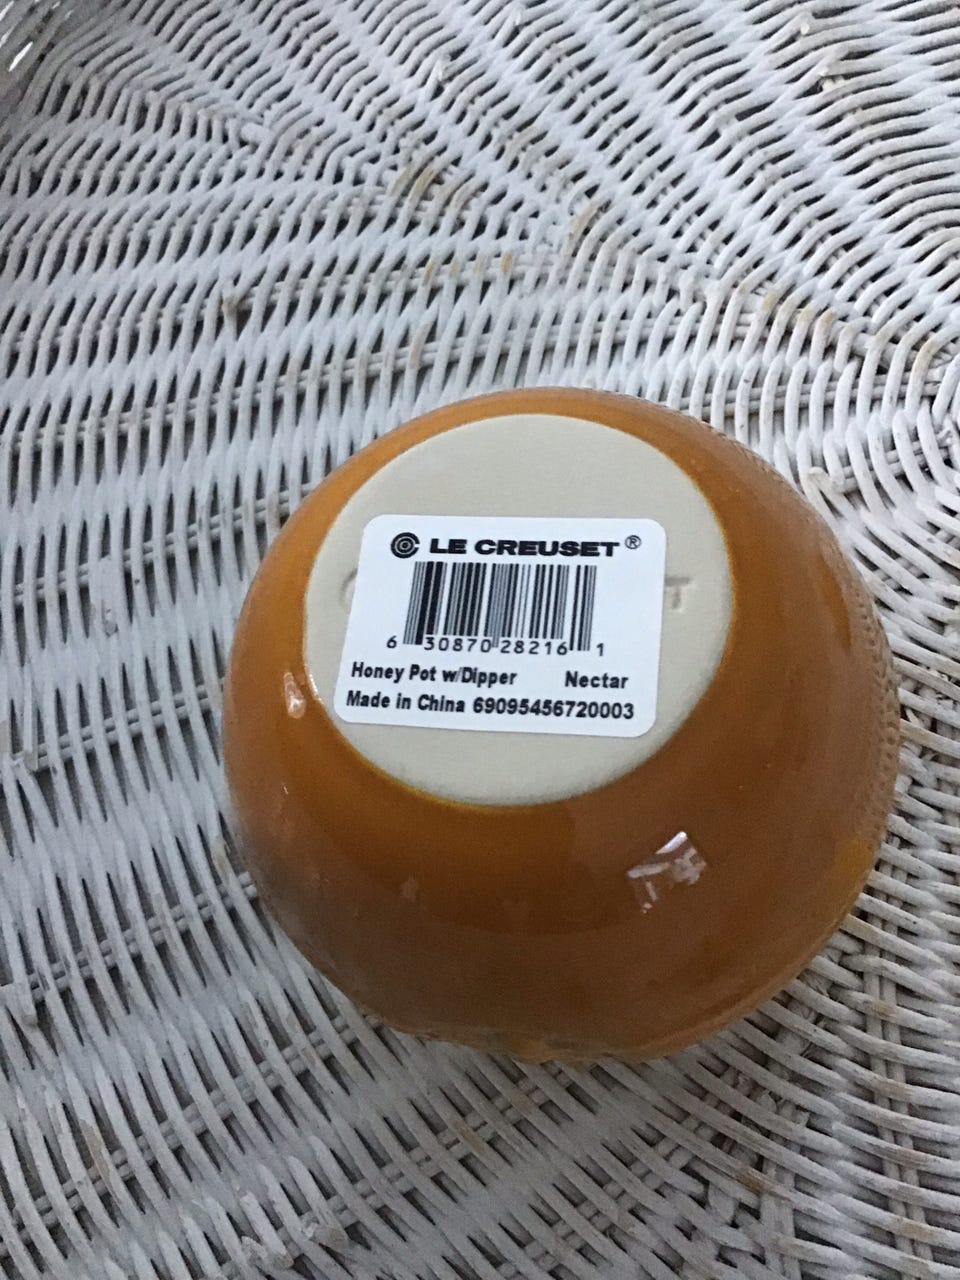 LE CREUSET®
6 30870 28216 1
Honey Pot w/Dipper Nectar
Made in China 69095456720003